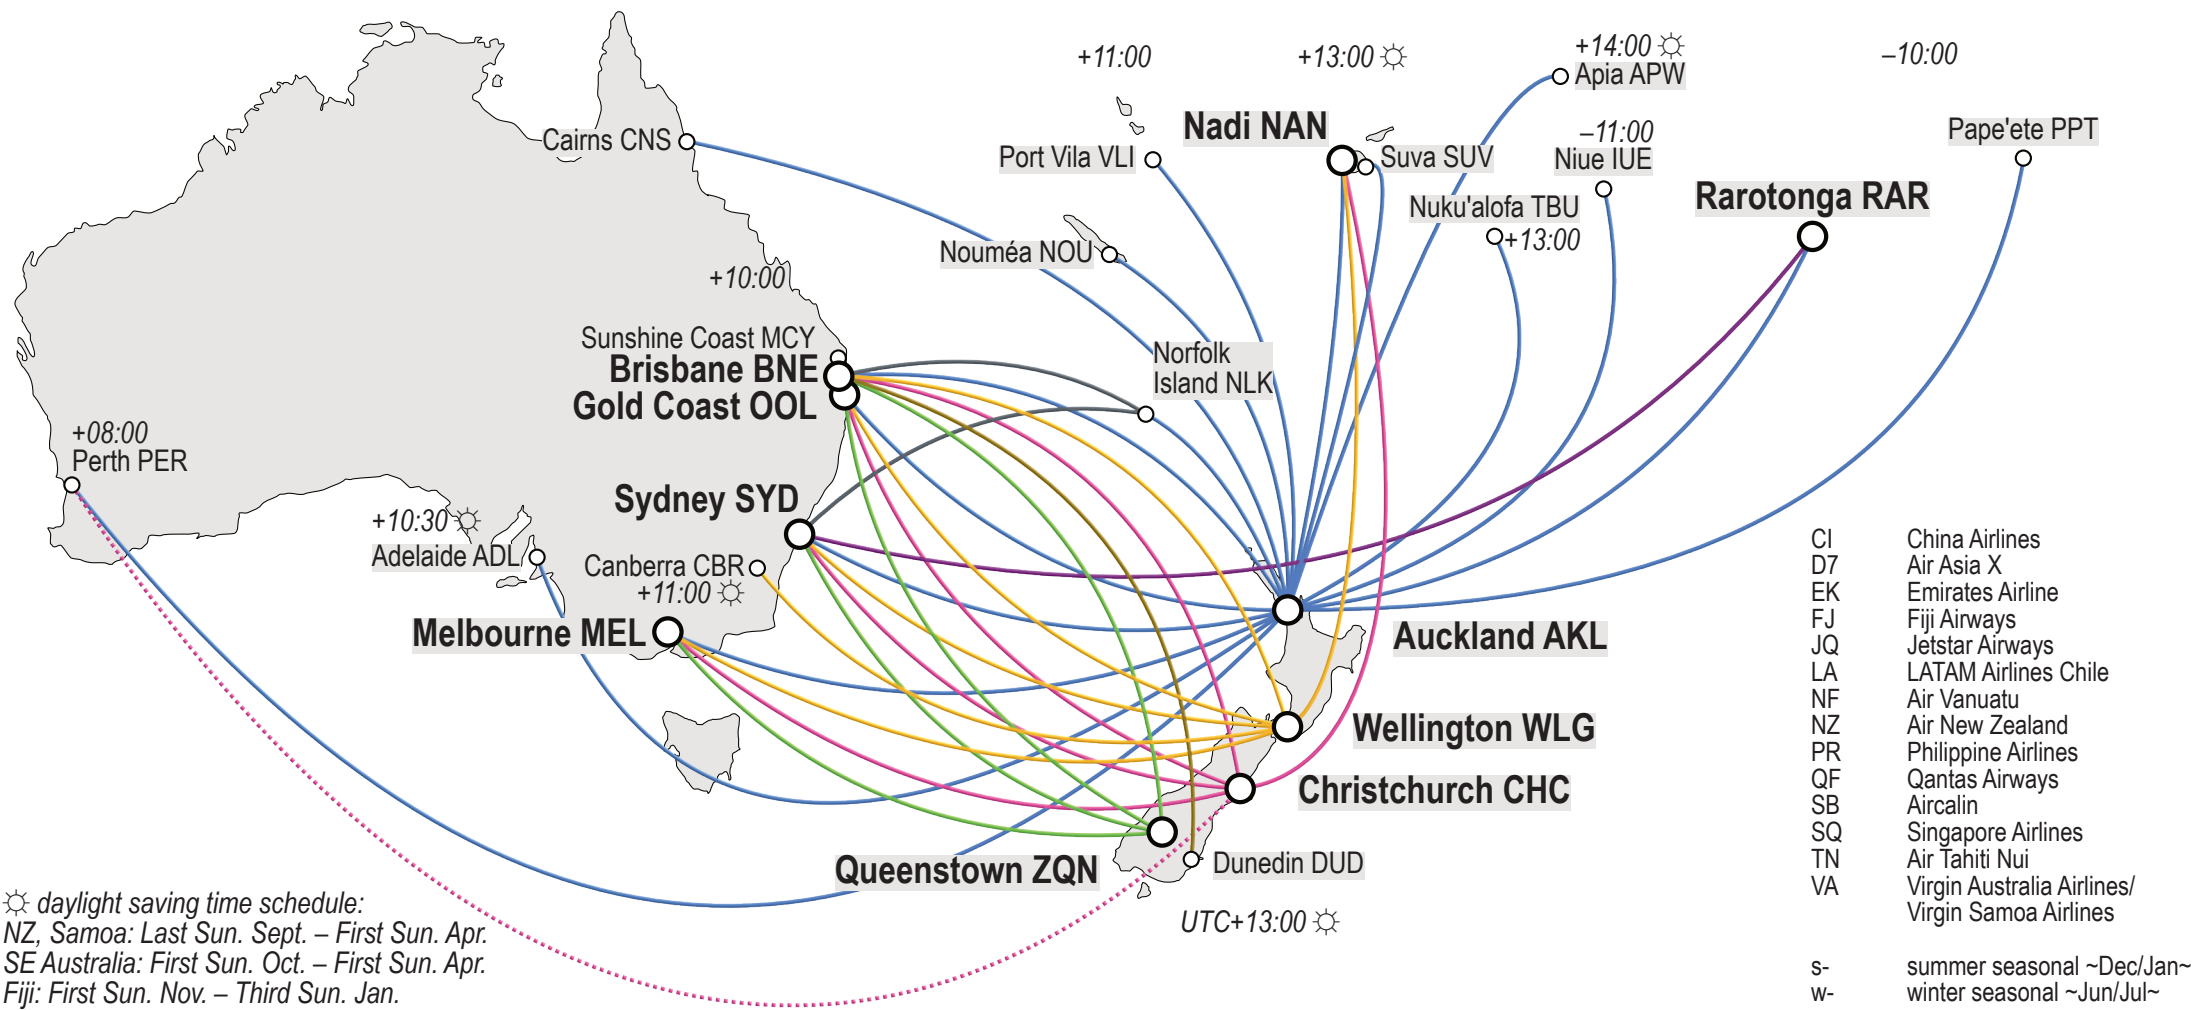 +11:00
+13:00
+14:00
Apia APW
–10:00
Cairns CNS
Port Vila VLI
Nadi NAN
Suva SUV
–11:00
Niue IUE
Pape'ete PPT
Nuku'alofa TBU
+13:00
Rarotonga RAR
Nouméa NOU
+10:00
Sunshine Coast MCY
Brisbane BNE
Gold Coast OOL
Norfolk
Island NLK
+08:00
Perth PER
Sydney SYD
+10:30
Adelaide ADL
Canberra CBR
+11:00
Melbourne MEL
Auckland AKL
Wellington WLG
Christchurch CHC
Queenstown ZQN
Dunedin DUD
UTC+13:00
daylight saving time schedule:
NZ, Samoa: Last Sun. Sept. – First Sun. Apr.
SE Australia: First Sun. Oct. – First Sun. Apr.
Fiji: First Sun. Nov. – Third Sun. Jan.
CI China Airlines
D7 Air Asia X
EK Emirates Airline
FJ Fiji Airways
JQ Jetstar Airways
LA LATAM Airlines Chile
NF Air Vanuatu
NZ Air New Zealand
PR Philippine Airlines
QF Qantas Airways
SB Aircalin
SQ Singapore Airlines
TN Air Tahiti Nui
VA Virgin Australia Airlines/
Virgin Samoa Airlines
s- summer seasonal ~Dec/Jan~
w- winter seasonal ~Jun/Jul~